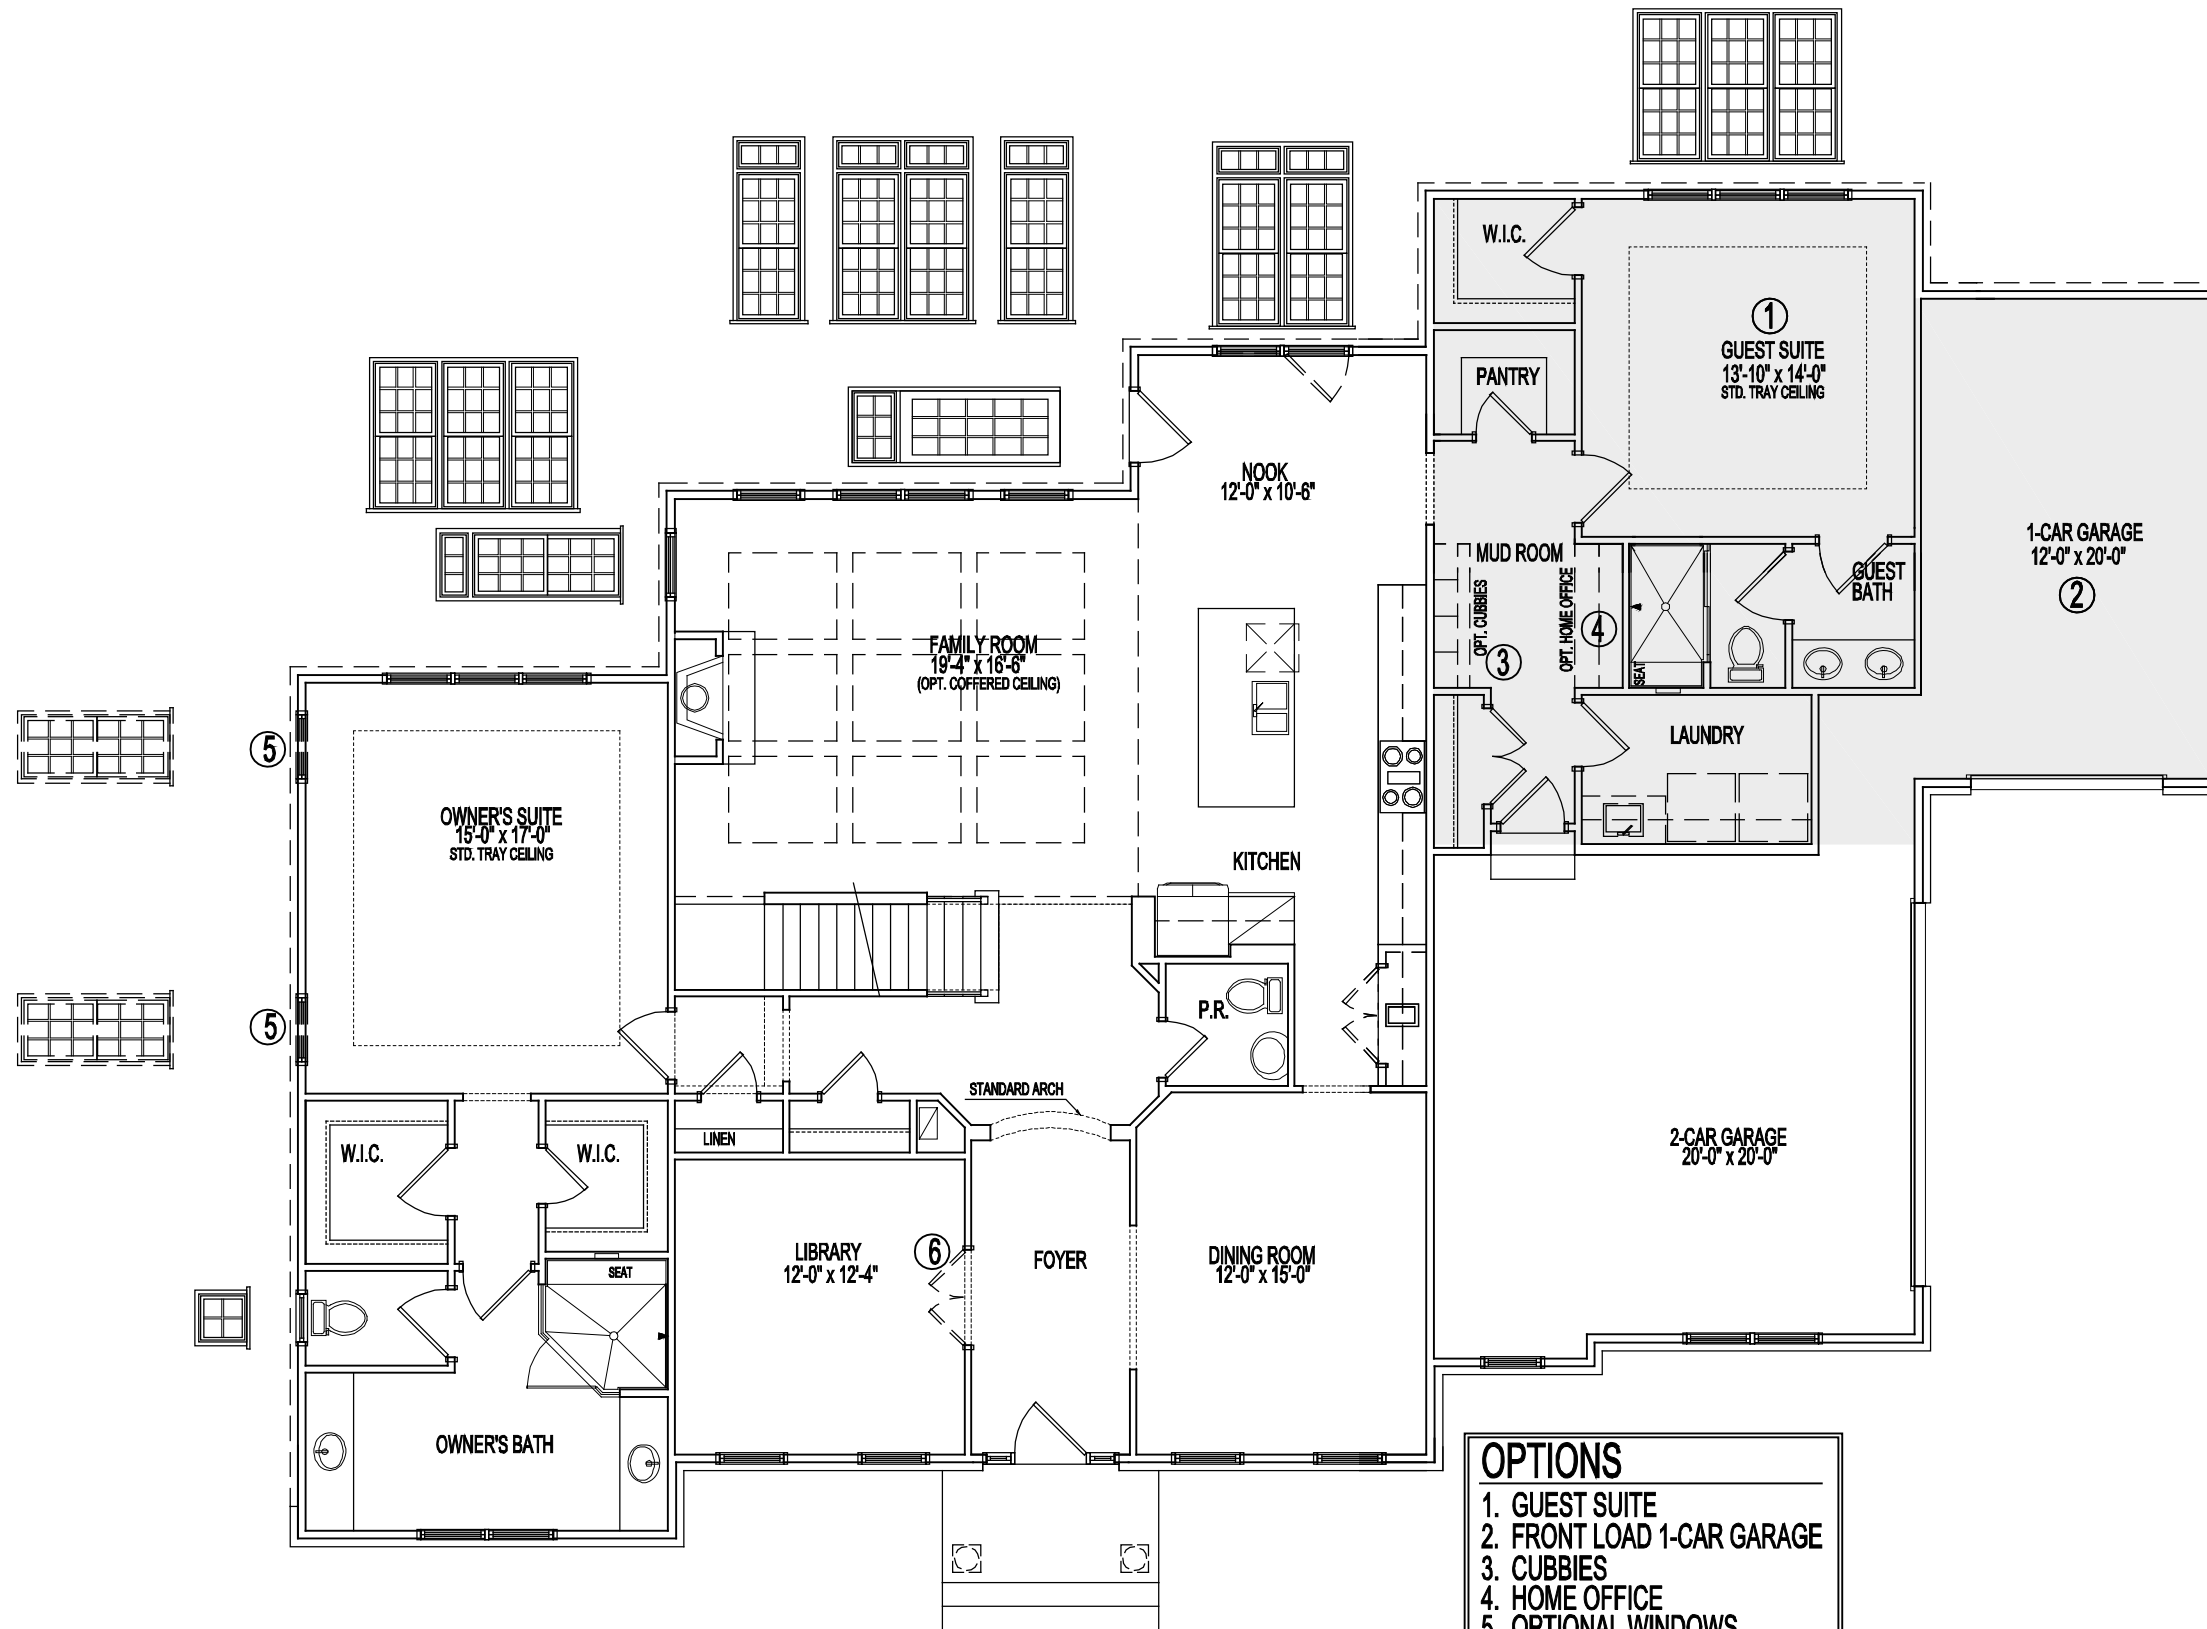 W.I.C.
1
GUEST SUITE
13'-10" x 14'-0"
STD. TRAY CEILING
PANTRY
NOOK
12'-0" x 10'-6"
1-CAR GARAGE
12'-0" x 20'-0"
2
MUD ROOM
OPT. CUBBIES
OPT. HOME OFFICE
3
4
SEAT
GUEST
BATH
FAMILY ROOM
19'-4" x 16'-6"
(OPT. COFFERED CEILING)
LAUNDRY
5
OWNER'S SUITE
15'-0" x 17'-0"
STD. TRAY CEILING
KITCHEN
5
P.R.
STANDARD ARCH
LINEN
W.I.C.
W.I.C.
2-CAR GARAGE
20'-0" x 20'-0"
LIBRARY
12'-0" x 12'-4"
6
FOYER
DINING ROOM
12'-0" x 15'-0"
SEAT
OWNER'S BATH
OPTIONS
1. GUEST SUITE
2. FRONT LOAD 1-CAR GARAGE
3. CUBBIES
4. HOME OFFICE
5. OPTIONAL WINDOWS